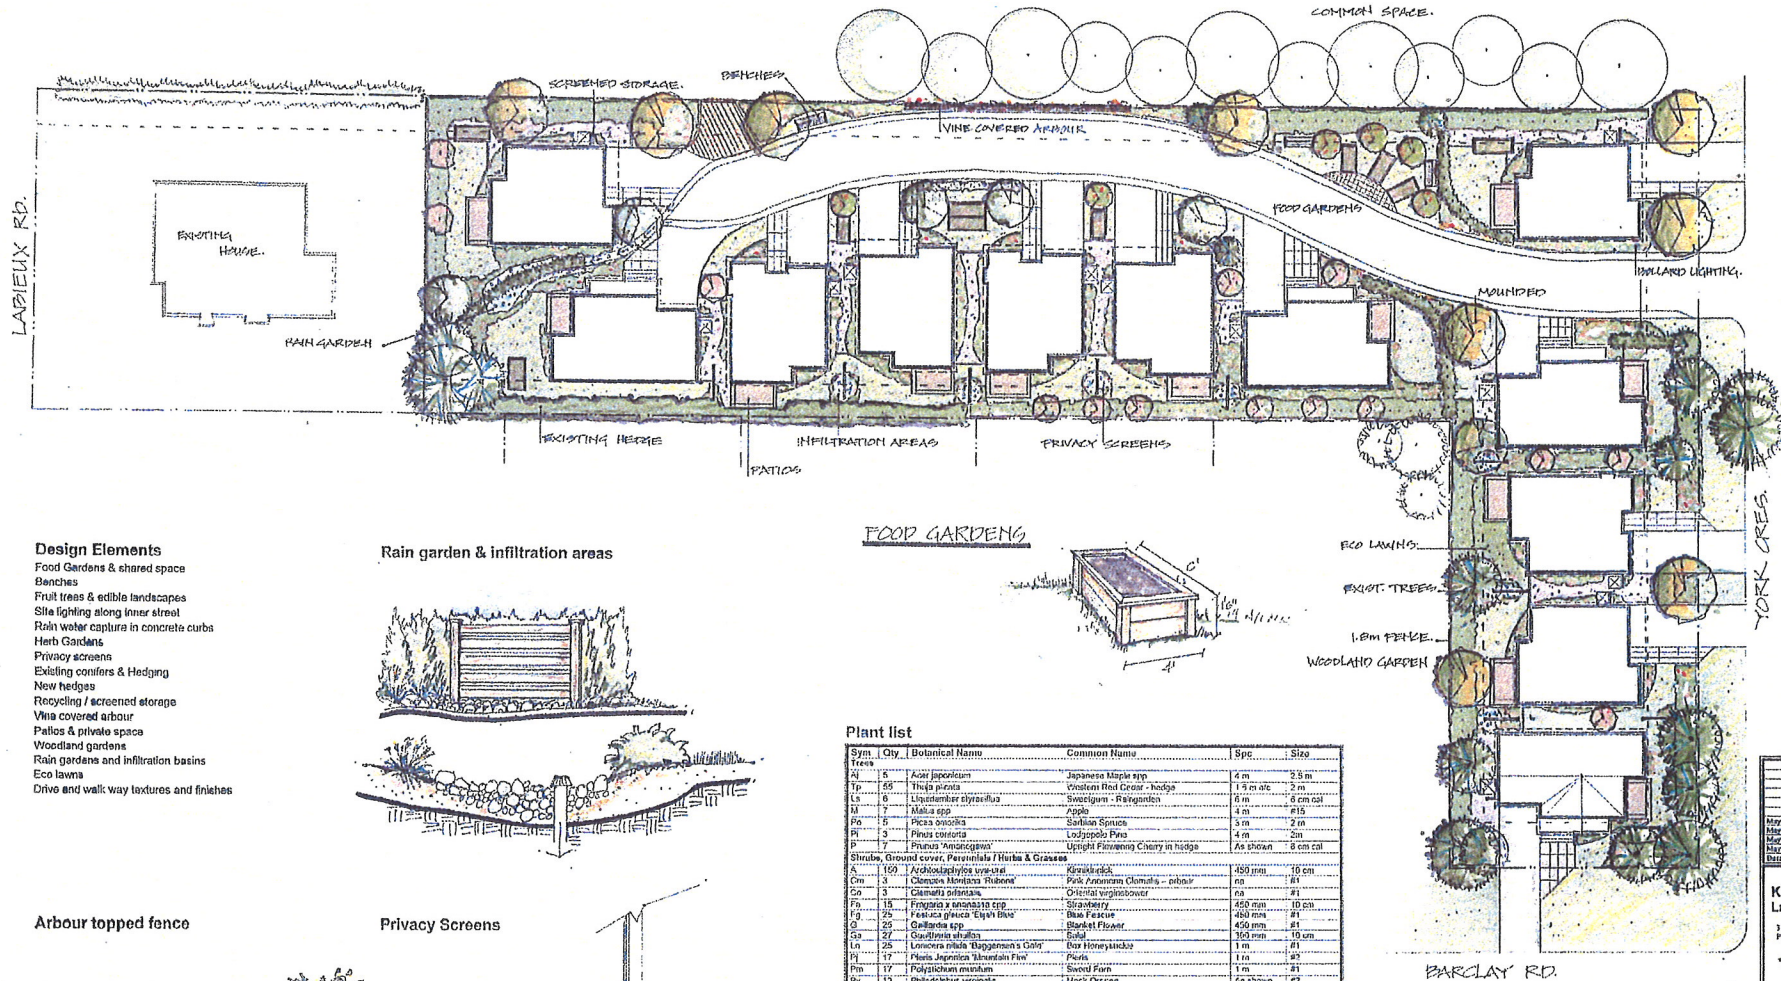 COMMON SPACE.
SCREENED STORAGE.
BENCHES
VINE COVERED ARBOUR
LABIEUX RD.
EXISTING
HOUSE.
FOOD GARDENS
BOLLARD LIGHTING.
MOUNDED
RAIN GARDEN
EXISTING HEDGE
INFILTRATION AREAS
PRIVACY SCREENS
PATIOS
ECO LAWNS
EXIST. TREES
1.8m FENCE.
WOODLAND GARDEN
YORK CRES.
BARCLAY RD.
Design Elements
Food Gardens & shared space
Benches
Fruit trees & edible landscapes
Site lighting along inner street
Rain water capture in concrete curbs
Herb Gardens
Privacy screens
Existing conifers & Hedging
New hedges
Recycling / screened storage
Vine covered arbour
Patios & private space
Woodland gardens
Rain gardens and infiltration basins
Eco lawns
Drive and walk way textures and finishes
Rain garden & infiltration areas
FOOD GARDENS
4'
Arbour topped fence
Privacy Screens
Plant list
Sym Qty Botanical Name Common Name Spc Size
Trees
Aj 5 Acer japonicum Japanese Maple spp 4 m 2.5 m
Tp 55 Thuja plicata Western Red Cedar - hedge 1.5 m o/c 2 m
Ls 6 Liquidambar styraciflua Sweetgum - Raingarden 6 m 6 cm cal
M 7 Malus spp Apple 4 m #15
Po 5 Picea omorika Serbian Spruce 3 m 2 m
Pi 3 Pinus contorta Lodgepole Pine 4 m 2m
P 7 Prunus 'Amanogawa' Upright Flowering Cherry in hedge As shown 6 cm cal
Shrubs, Ground cover, Perennials / Herbs & Grasses
A 150 Arctostaphylos uva-ursi Kinnikinnick 450 mm 10 cm
Cm 3 Clematis Montana 'Rubens' Pink Anemone Clematis – arbour na #1
Co 3 Clematis orientalis Oriental virginsbower na #1
Fa 15 Fragaria x ananassa cpp Strawberry 450 mm 10 cm
Fg 25 Festuca glauca 'Elijah Blue' Blue Fescue 450 mm #1
G 25 Gaillardia spp Blanket Flower 450 mm #1
Gs 27 Gaultheria shallon Salal 300 mm 10 cm
Ln 25 Lonicera nitida 'Baggensen's Gold' Box Honeysuckle 1 m #1
Pj 17 Pieris Japonica 'Mountain Fire' Pieris 1 m #2
Pm 17 Polystichum munitum Sword Fern 1 m #1